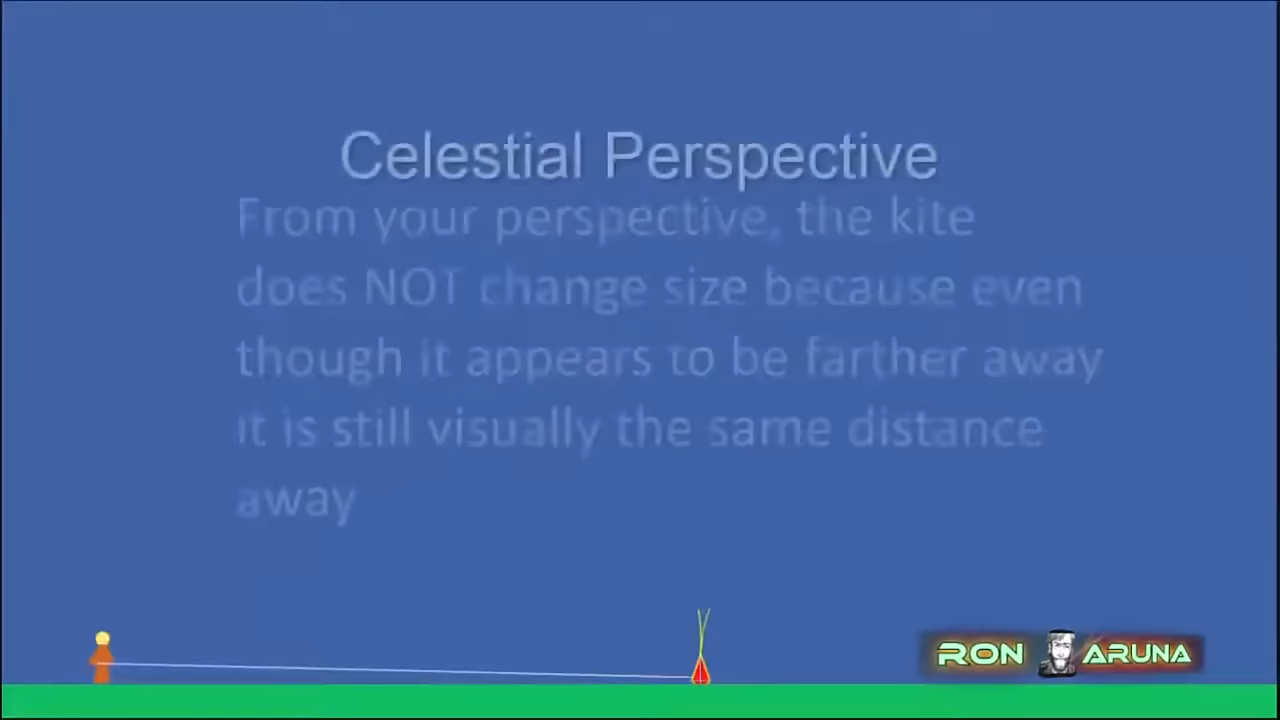 Celestial Perspective
From your perspective, the kite
does NOT change size because even
though it appears to be farther away
it is still visually the same distance
away
RON ARUNA